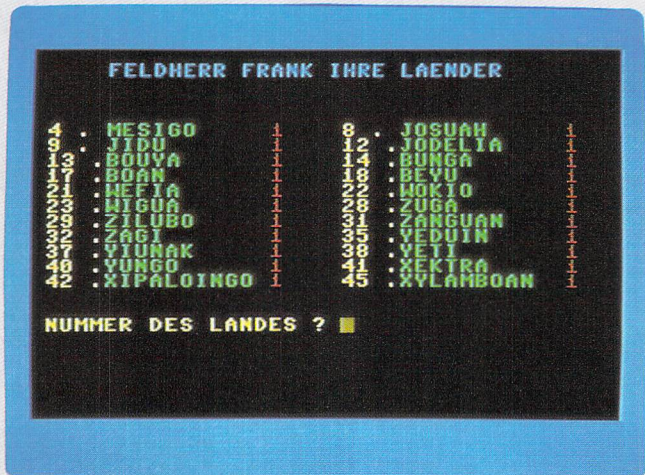 FELDHERR FRANK IHRE LAENDER
4 . MESIGO 1 8 . JOSUAH 1
9 . JIDU 1 12 . JODELIA 1
13 .BOUYA 1 14 .BUNGA 1
17 .BOAN 1 18 .BEYU 1
21 .WEFIA 1 22 .WOKIO 1
23 .WIGUA 1 28 .ZUGA 1
29 .ZILUBO 1 31 .ZANGUAN 1
32 .ZAGI 1 35 .YEDUIN 1
37 .YIUNAK 1 38 .YETI 1
40 .YUNGO 1 41 .XEKIRA 1
42 .XIPALOINGO 1 45 .XYLAMBOAN 1
NUMMER DES LANDES ?